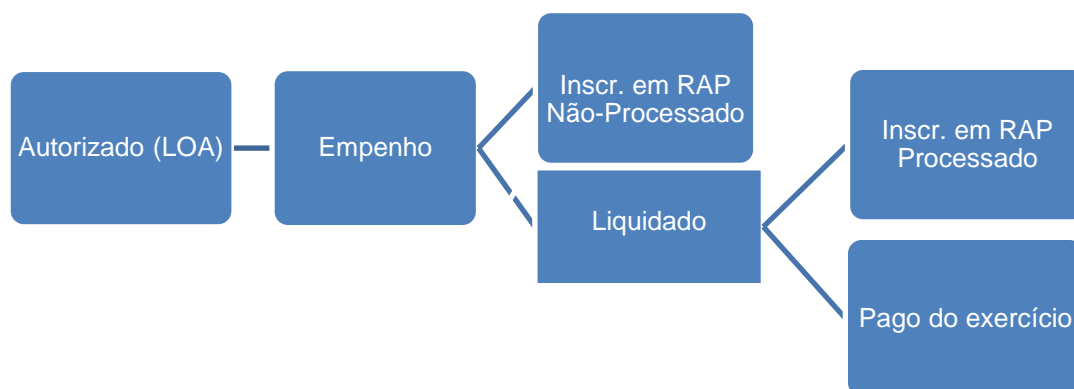 Autorizado (LOA)
Empenho
Inscr. em RAP
Não-Processado
Liquidado
Inscr. em RAP
Processado
Pago do exercício